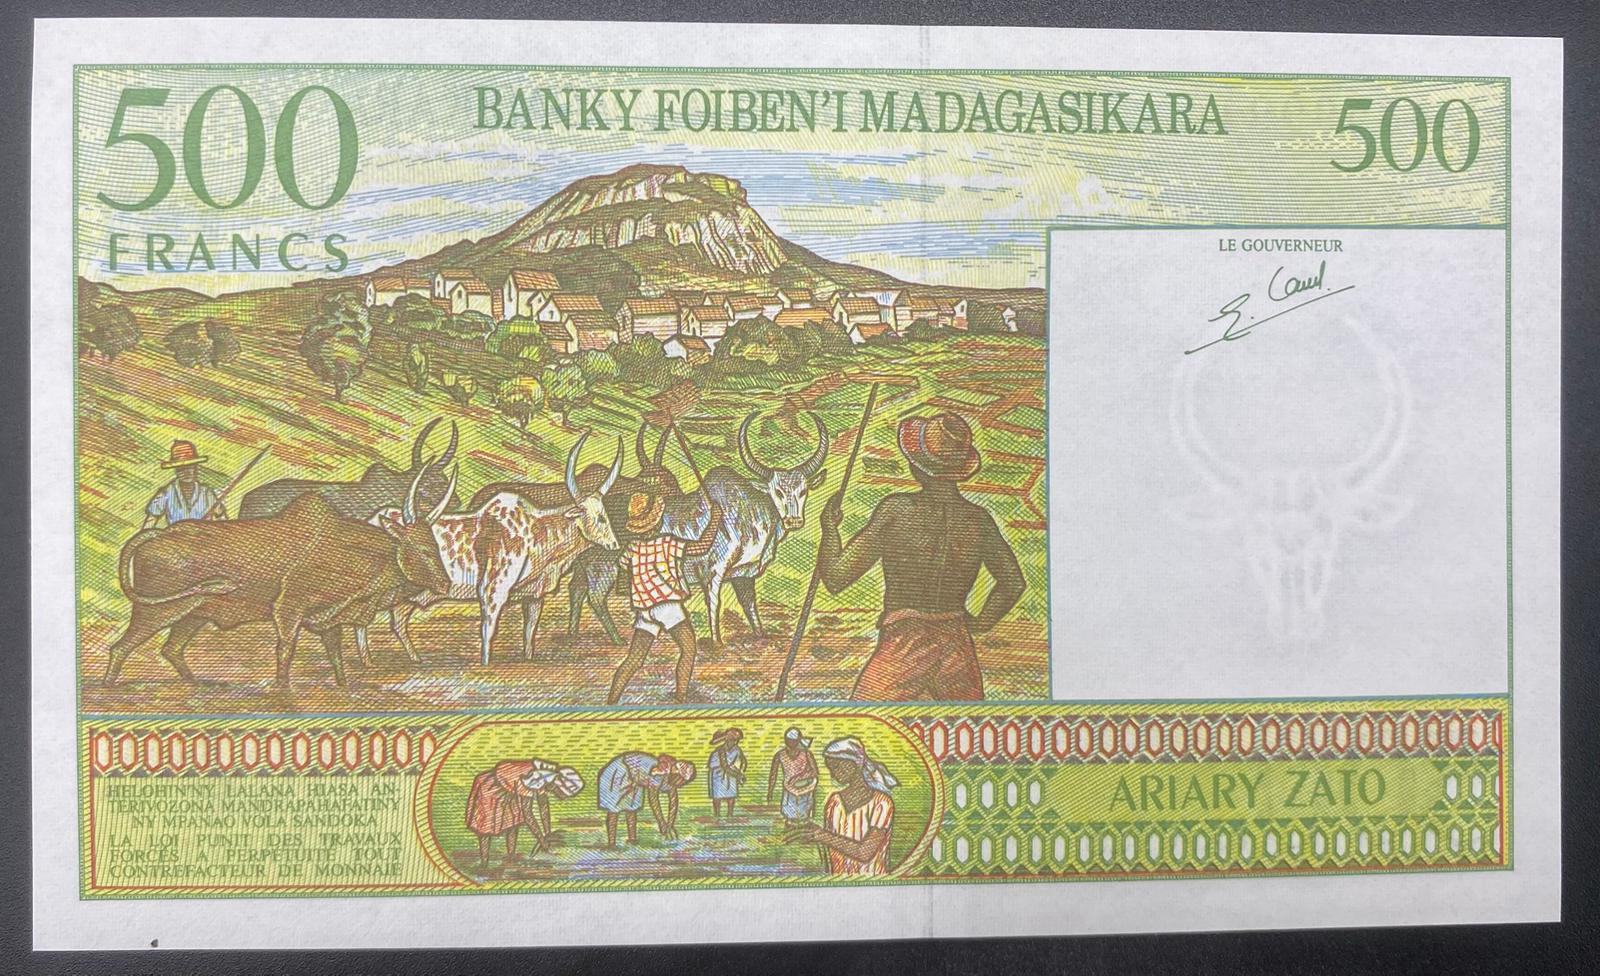 500
BANKY FOIBEN'I MADAGASIKARA
500
FRANCS
LE GOUVERNEUR
HELOHIN'NY LALANA HIASA AN
TERIVOZONA MANDRAPAHAFATINY
NY MPANAO VOLA SANDOKA
LA LOI PUNIT DES TRAVAUX
FORCES A PERPETUITE TOUT
CONTREFACTEUR DE MONNAIE
ARIARY ZATO